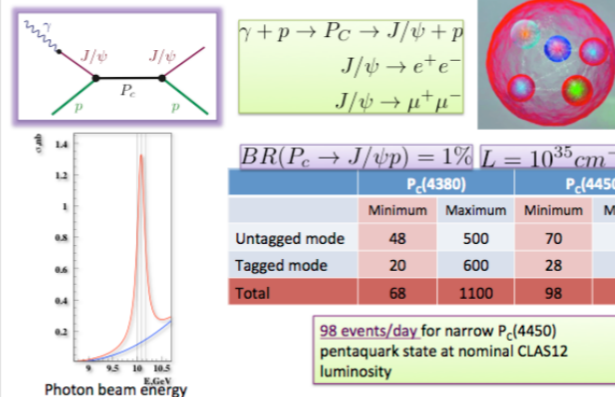 γ
J/ψ
J/ψ
P_c
p
p
γ + p → P_C → J/ψ + p
J/ψ → e⁺e⁻
J/ψ → μ⁺μ⁻
σ, μb
1.4
1.2
1
0.8
0.6
0.4
0.2
9. 9.5 10. 10.5
E, GeV
Photon beam energy
BR(P_c → J/ψp) = 1% L = 10³⁵cm⁻
P_c(4380) P_c(4450
Minimum Maximum Minimum M
Untagged mode 48 500 70
Tagged mode 20 600 28
Total 68 1100 98
98 events/day for narrow P_c(4450)
pentaquark state at nominal CLAS12
luminosity